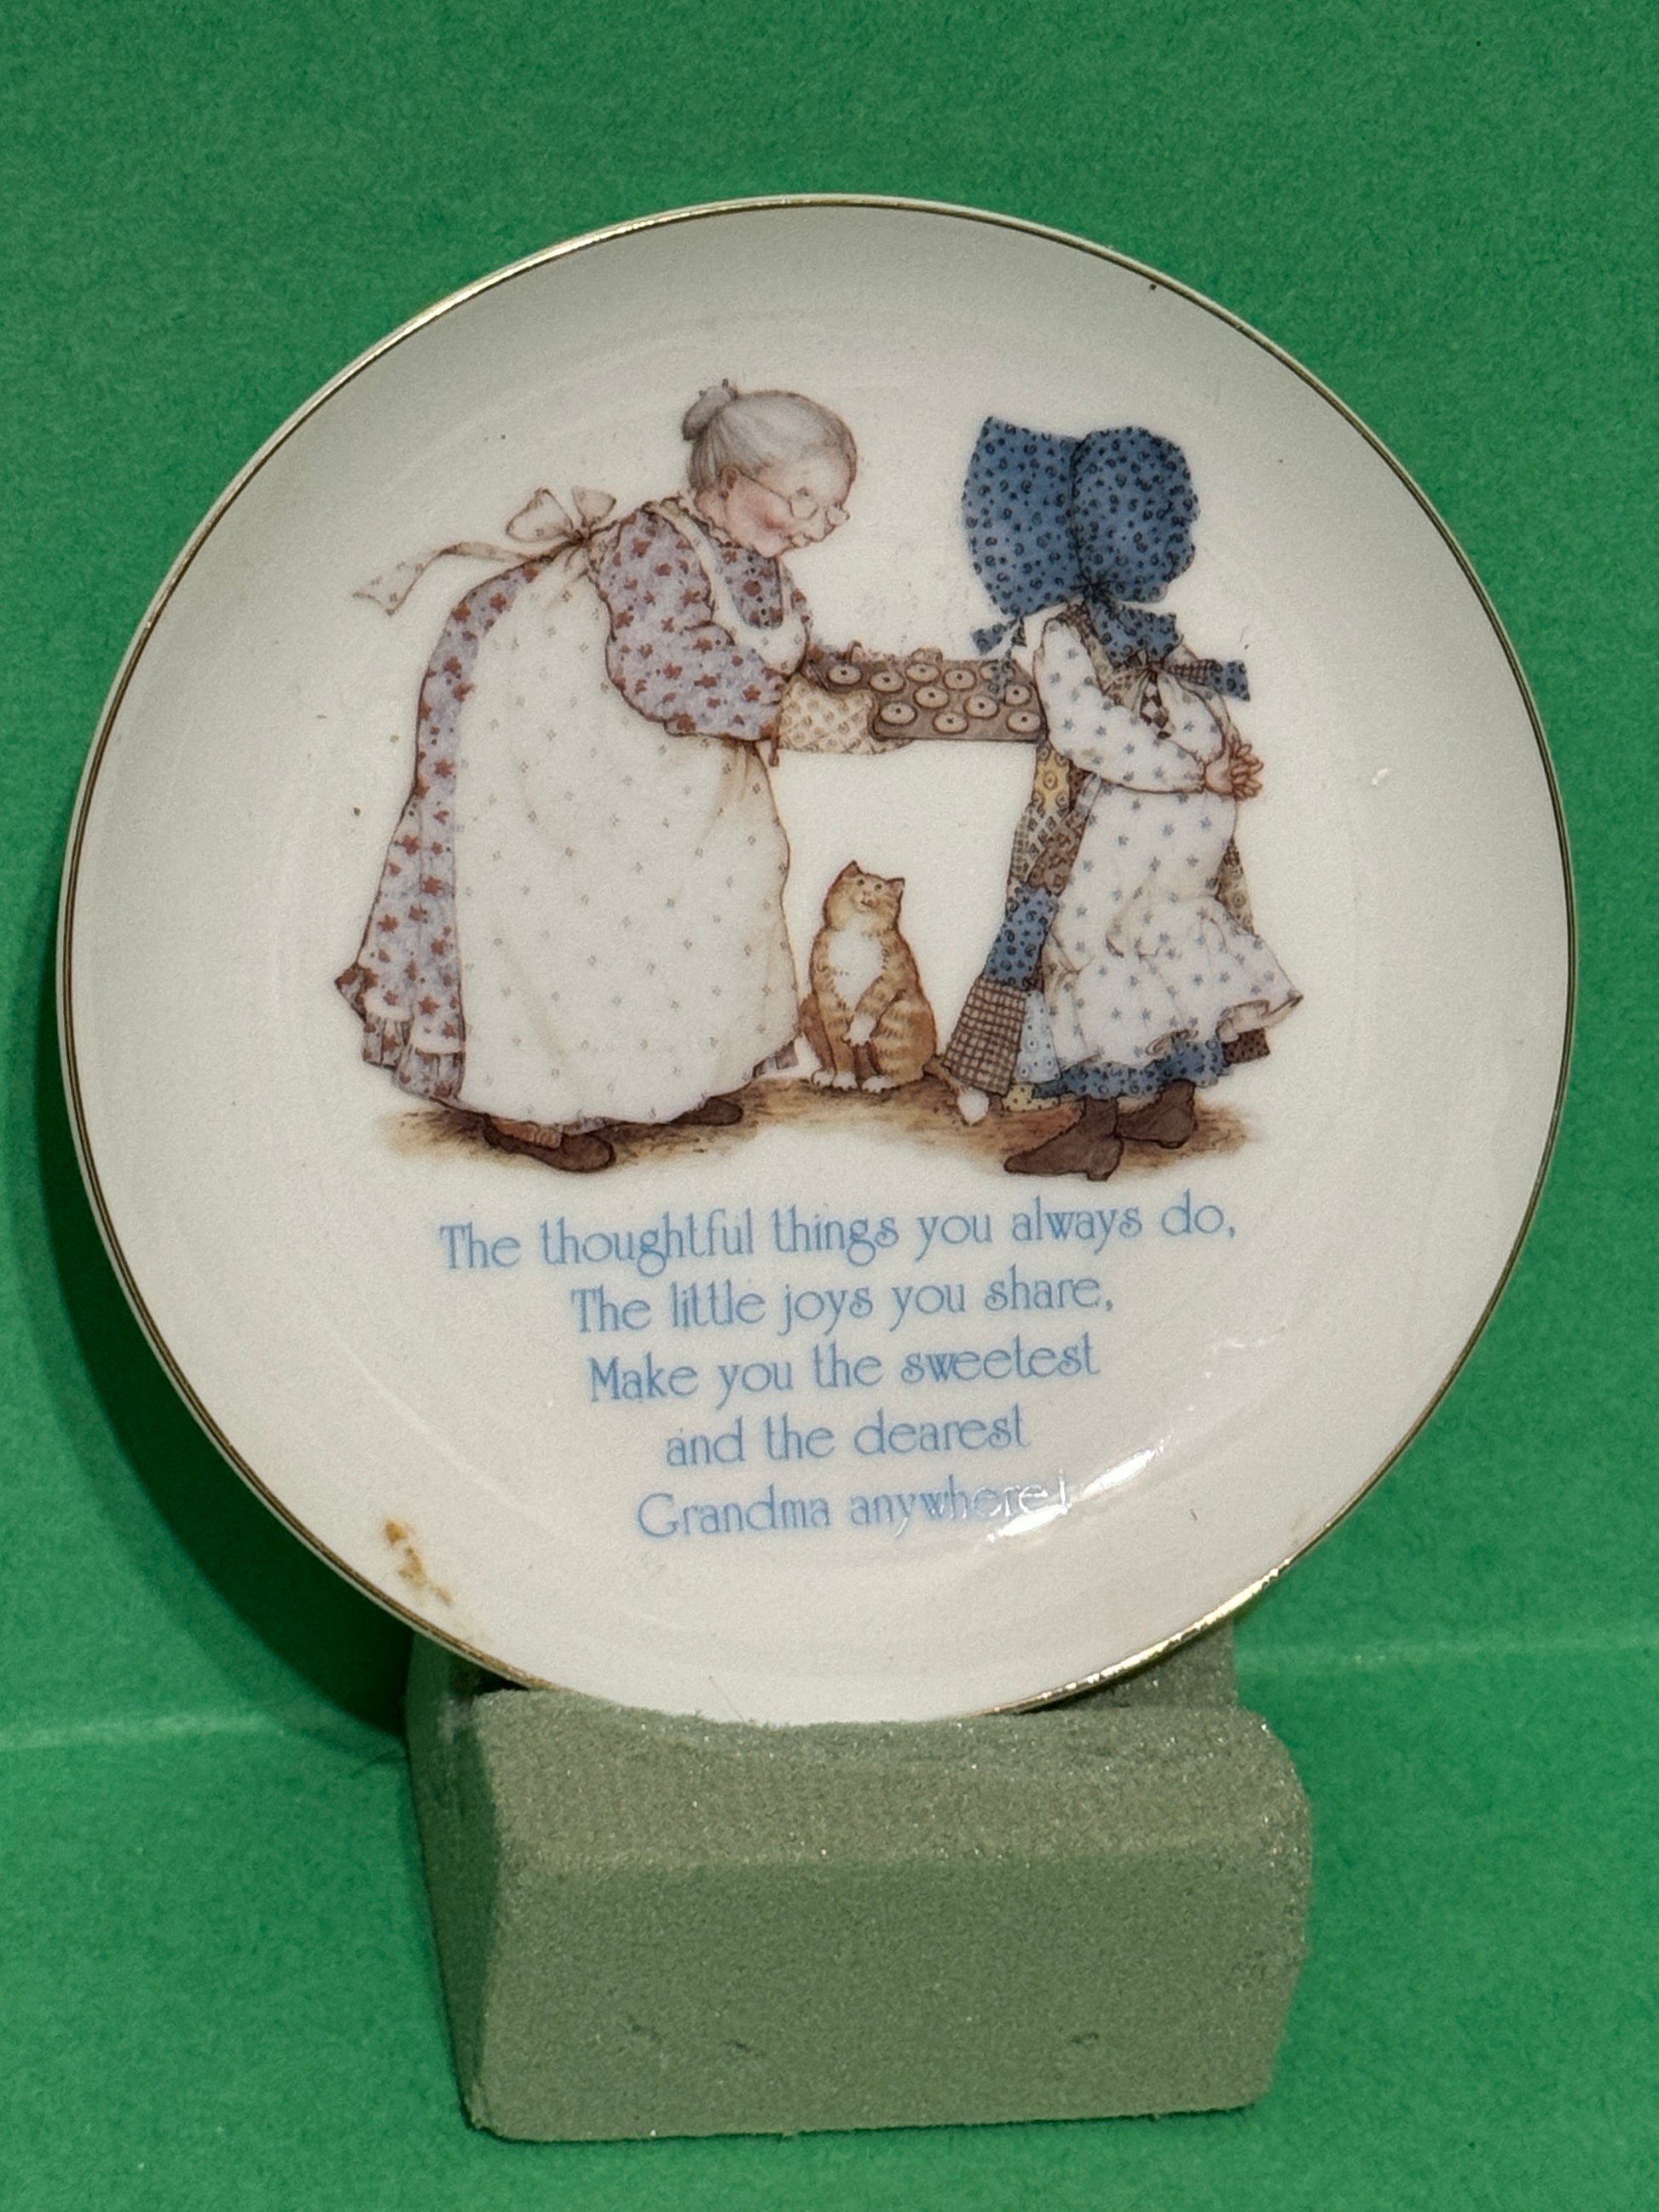 The thoughtful things you always do,
The little joys you share,
Make you the sweetest
and the dearest
Grandma anywhere!